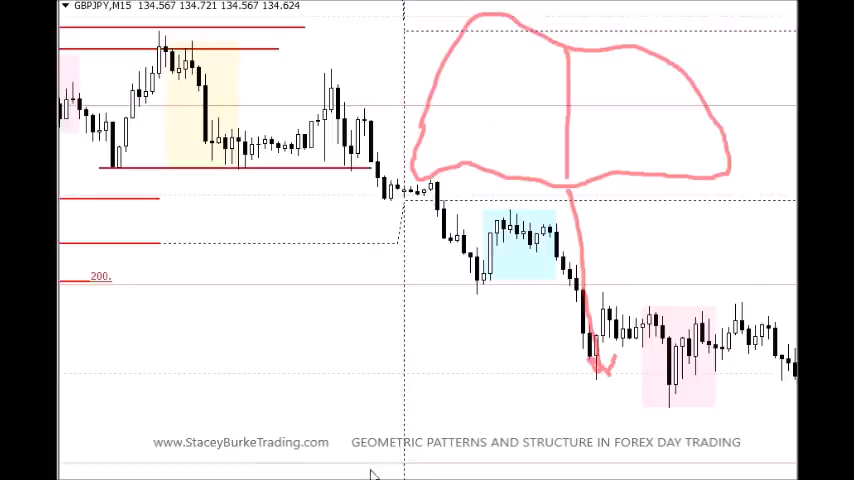 GBPJPY,M15 134.567 134.721 134.567 134.624
200.
www.StaceyBurkeTrading.com GEOMETRIC PATTERNS AND STRUCTURE IN FOREX DAY TRADING